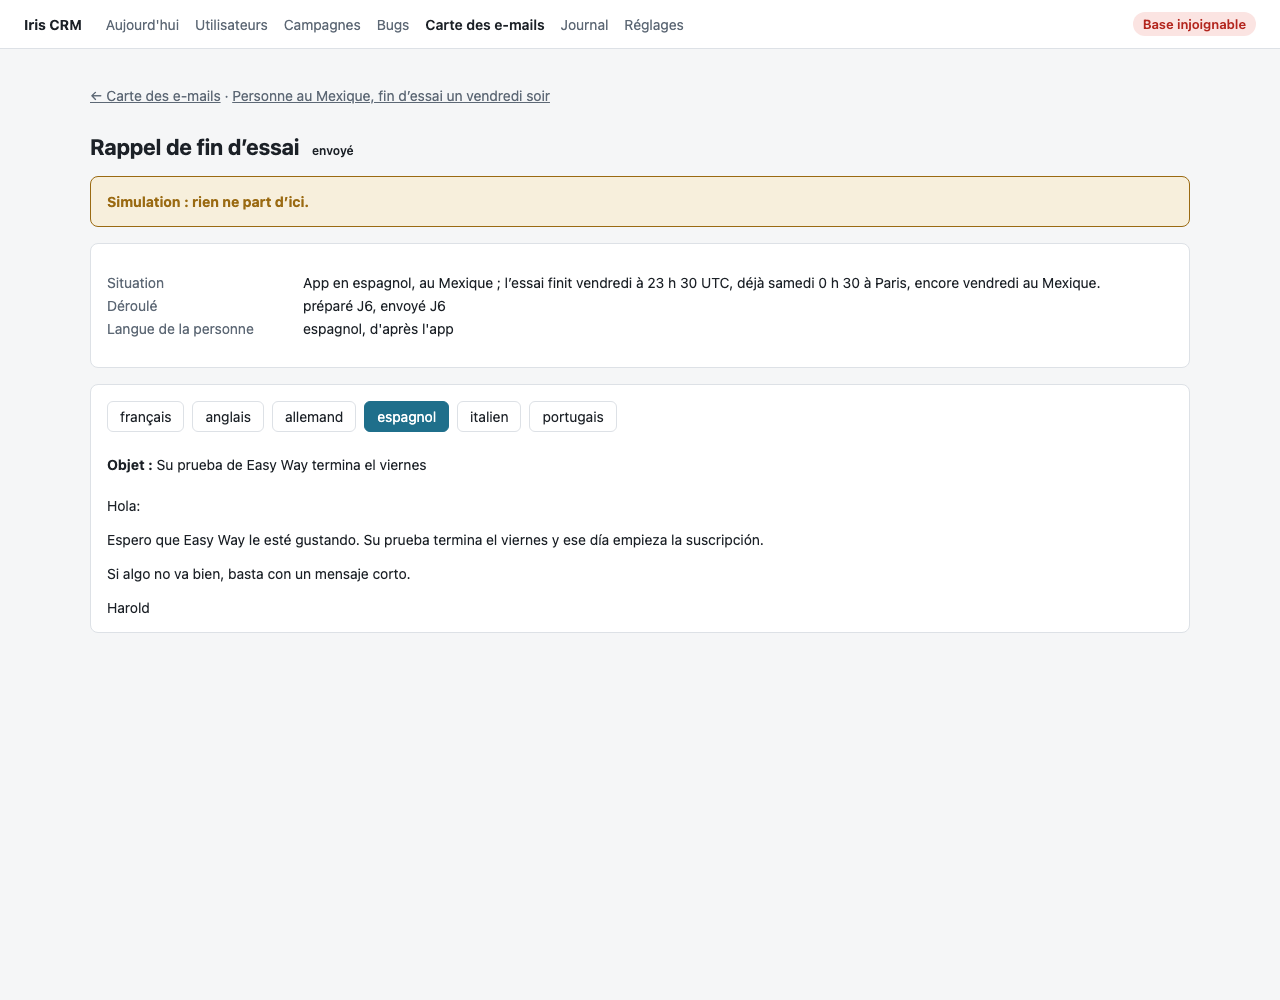 Iris CRM Aujourd'hui Utilisateurs Campagnes Bugs Carte des e-mails Journal Réglages Base injoignable
← Carte des e-mails · Personne au Mexique, fin d’essai un vendredi soir
Rappel de fin d’essai envoyé
Simulation : rien ne part d’ici.
Situation App en espagnol, au Mexique ; l’essai finit vendredi à 23 h 30 UTC, déjà samedi 0 h 30 à Paris, encore vendredi au Mexique.
Déroulé préparé J6, envoyé J6
Langue de la personne espagnol, d'après l'app
français anglais allemand espagnol italien portugais
Objet : Su prueba de Easy Way termina el viernes
Hola:
Espero que Easy Way le esté gustando. Su prueba termina el viernes y ese día empieza la suscripción.
Si algo no va bien, basta con un mensaje corto.
Harold